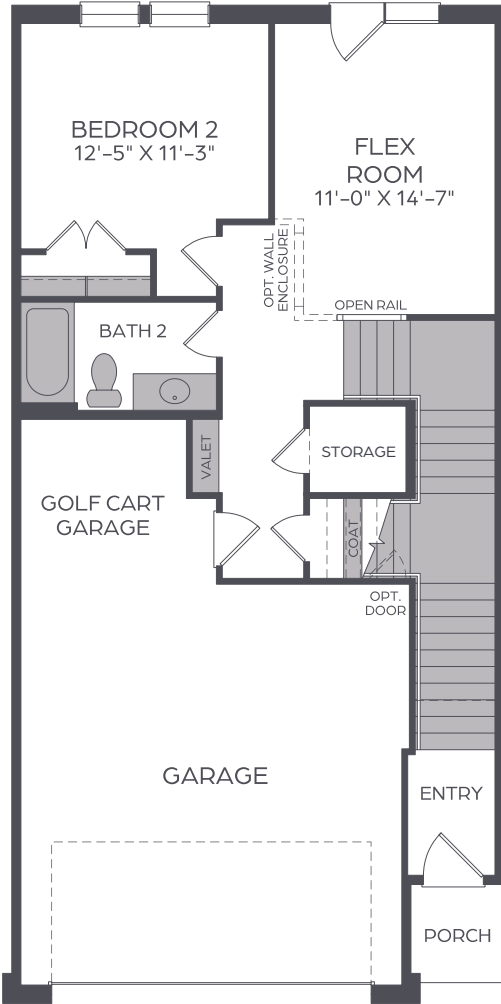 BEDROOM 2
12'-5" X 11'-3"
FLEX
ROOM
11'-0" X 14'-7"
OPT. WALL
ENCLOSURE
OPEN RAIL
BATH 2
VALET
STORAGE
GOLF CART
GARAGE
COAT
OPT.
DOOR
GARAGE
ENTRY
PORCH